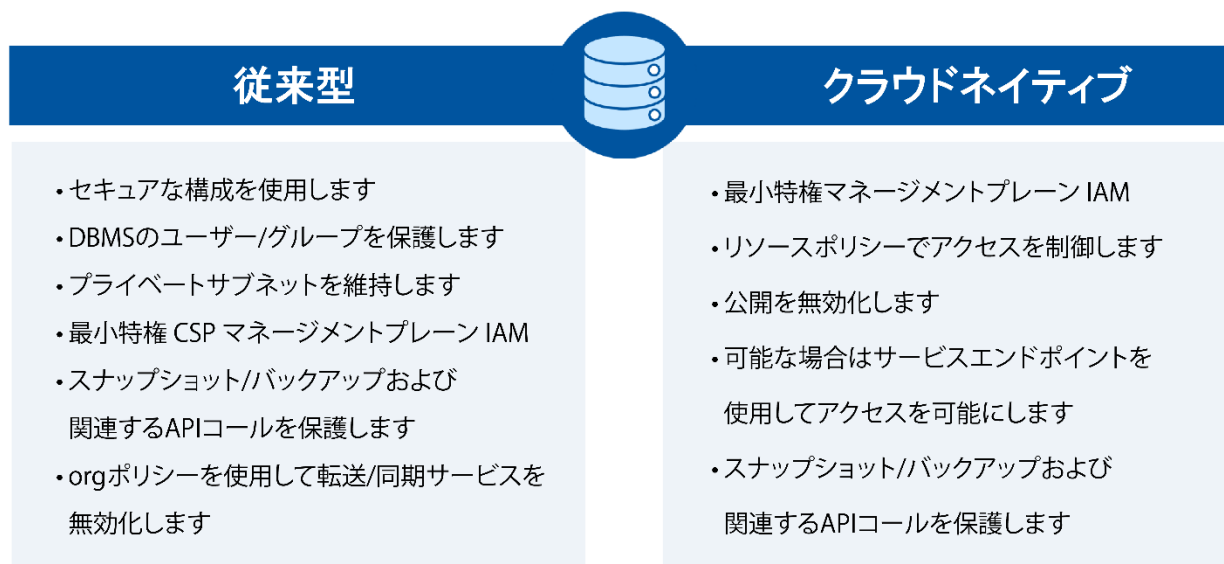 従来型
・セキュアな構成を使用します
・DBMSのユーザー/グループを保護します
・プライベートサブネットを維持します
・最小特権 CSP マネージメントプレーン IAM
・スナップショット/バックアップおよび
関連するAPIコールを保護します
・orgポリシーを使用して転送/同期サービスを
無効化します
クラウドネイティブ
・最小特権マネージメントプレーン IAM
・リソースポリシーでアクセスを制御します
・公開を無効化します
・可能な場合はサービスエンドポイントを
使用してアクセスを可能にします
・スナップショット/バックアップおよび
関連するAPIコールを保護します